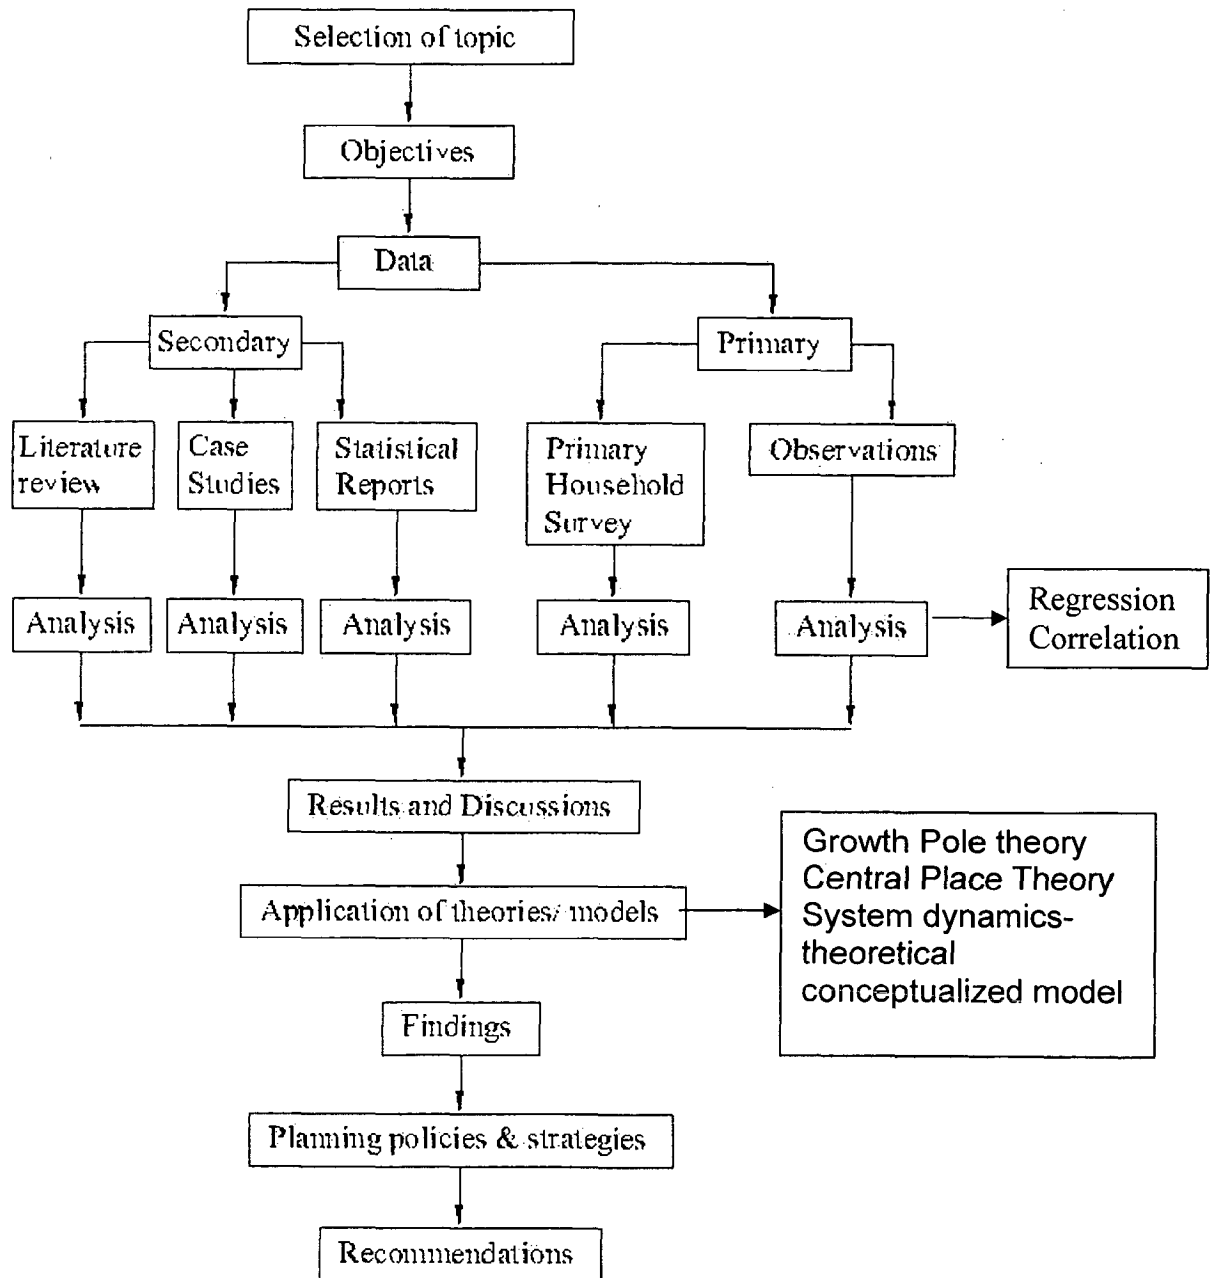 Selection of topic
Objectives
Data
Secondary
Primary
Literature
review
Case
Studies
Statistical
Reports
Primary
Household
Survey
Observations
Analysis
Analysis
Analysis
Analysis
Analysis
Regression
Correlation
Results and Discussions
Application of theories/ models
Growth Pole theory
Central Place Theory
System dynamics-
theoretical
conceptualized model
Findings
Planning policies & strategies
Recommendations